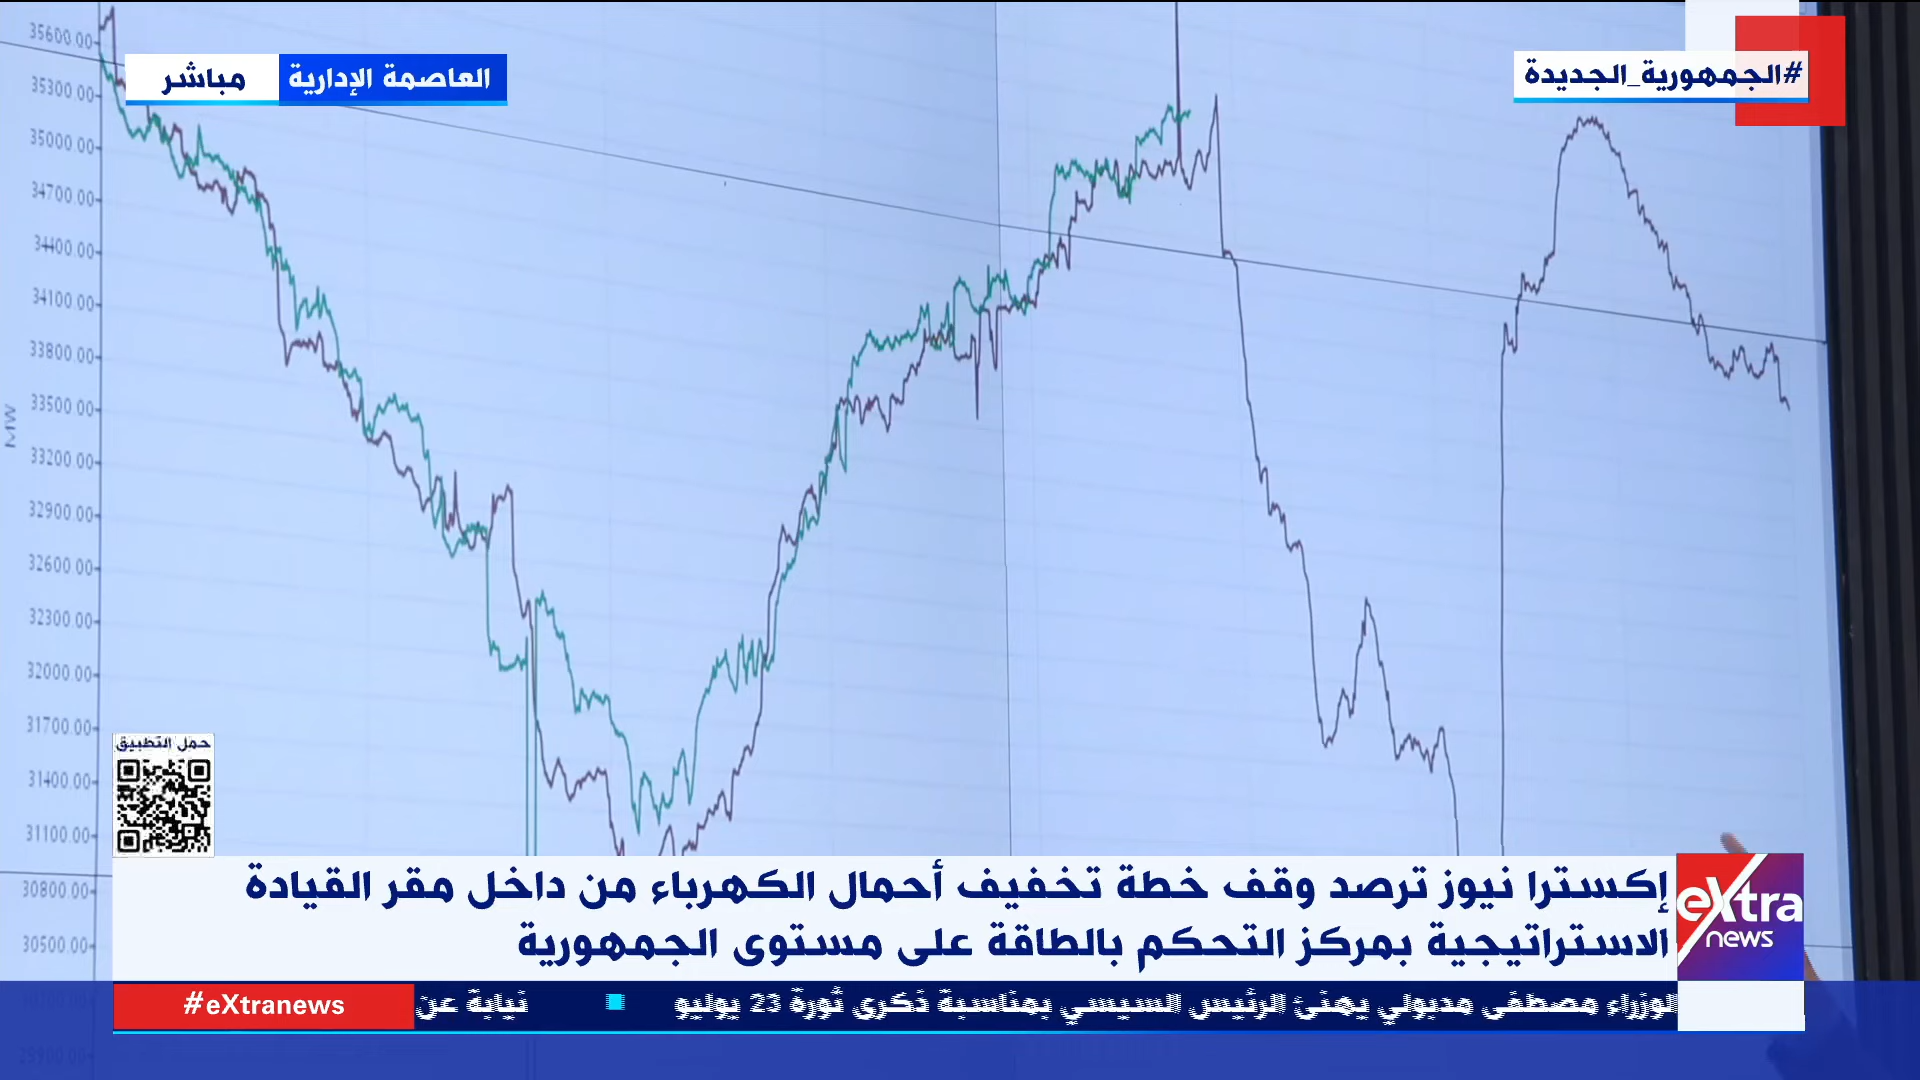 35600.00
35300.00
35000.00
34700.00
34400.00
34100.00
33800.00
33500.00
33200.00
32900.00
32600.00
32300.00
32000.00
31700.00
31400.00
31100.00
30800.00
30500.00
MW
العاصمة الإدارية
مباشر
#الجمهورية_الجديدة
حمل التطبيق
إكسترا نيوز ترصد وقف خطة تخفيف أحمال الكهرباء من داخل مقر القيادة
الاستراتيجية بمركز التحكم بالطاقة على مستوى الجمهورية
eXtra
news
#eXtranews
الوزراء مصطفى مدبولي يهنئ الرئيس السيسي بمناسبة ذكرى ثورة 23 يوليو
نيابة عن